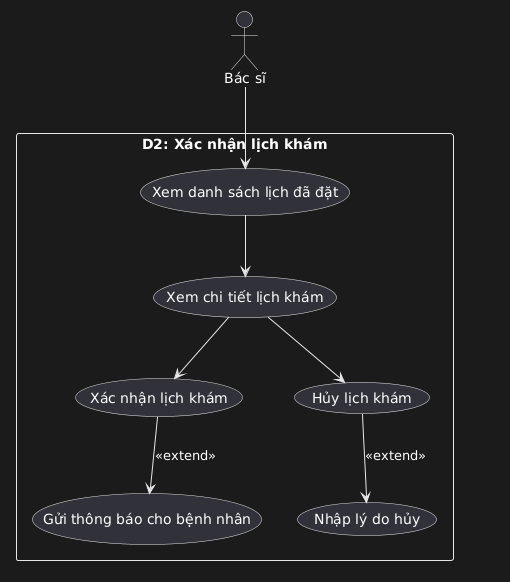 Bác sĩ
D2: Xác nhận lịch khám
Xem danh sách lịch đã đặt
Xem chi tiết lịch khám
Xác nhận lịch khám
Hủy lịch khám
«extend»
«extend»
Gửi thông báo cho bệnh nhân
Nhập lý do hủy